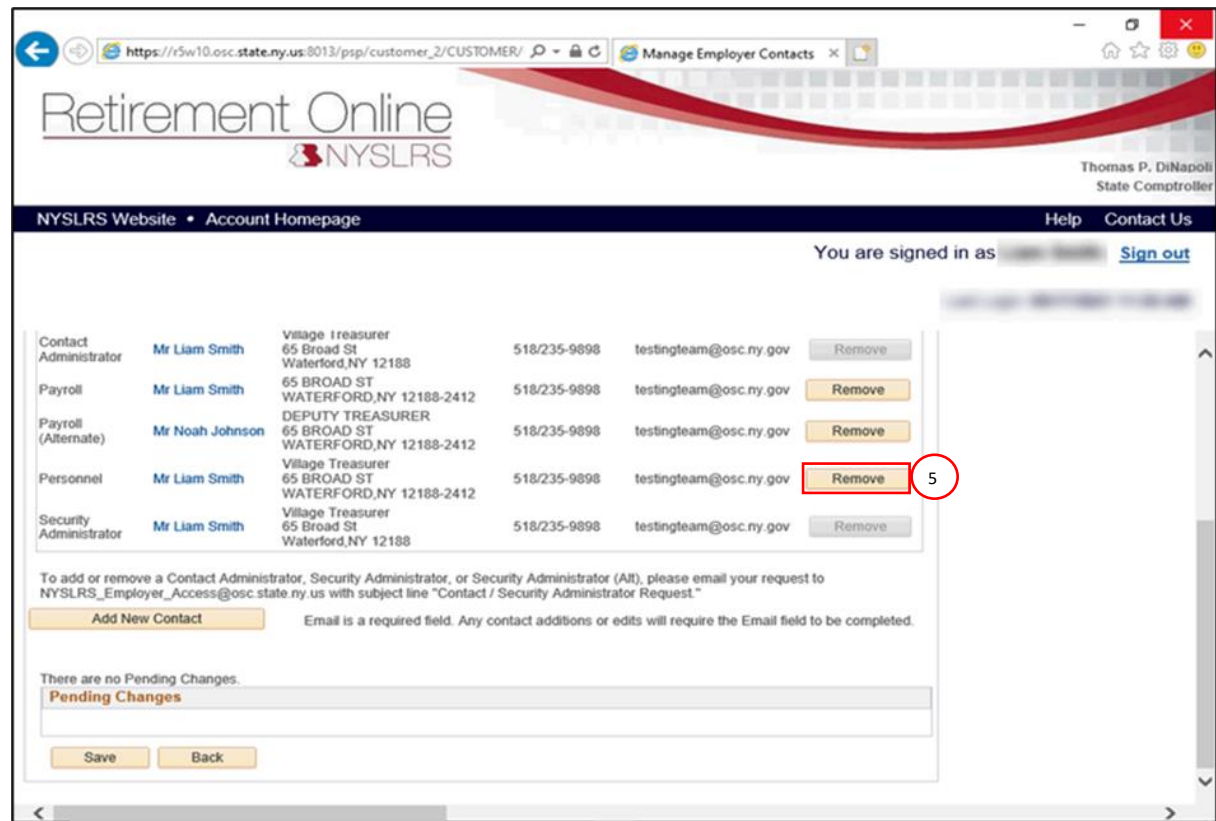 https://r5w10.osc.state.ny.us:8013/psp/customer_2/CUSTOMER/
Manage Employer Contacts
Retirement Online
NYSLRS
Thomas P. DiNapoli
State Comptroller
NYSLRS Website • Account Homepage Help Contact Us
You are signed in as Sign out
Contact Administrator Mr Liam Smith Village Treasurer 65 Broad St Waterford,NY 12188 518/235-9898 testingteam@osc.ny.gov Remove
Payroll Mr Liam Smith 65 BROAD ST WATERFORD,NY 12188-2412 518/235-9898 testingteam@osc.ny.gov Remove
Payroll (Alternate) Mr Noah Johnson DEPUTY TREASURER 65 BROAD ST WATERFORD,NY 12188-2412 518/235-9898 testingteam@osc.ny.gov Remove
Personnel Mr Liam Smith Village Treasurer 65 BROAD ST WATERFORD,NY 12188-2412 518/235-9898 testingteam@osc.ny.gov Remove 5
Security Administrator Mr Liam Smith Village Treasurer 65 Broad St Waterford,NY 12188 518/235-9898 testingteam@osc.ny.gov Remove
To add or remove a Contact Administrator, Security Administrator, or Security Administrator (Alt), please email your request to
NYSLRS_Employer_Access@osc.state.ny.us with subject line "Contact / Security Administrator Request."
Add New Contact Email is a required field. Any contact additions or edits will require the Email field to be completed.
There are no Pending Changes.
Pending Changes
Save Back